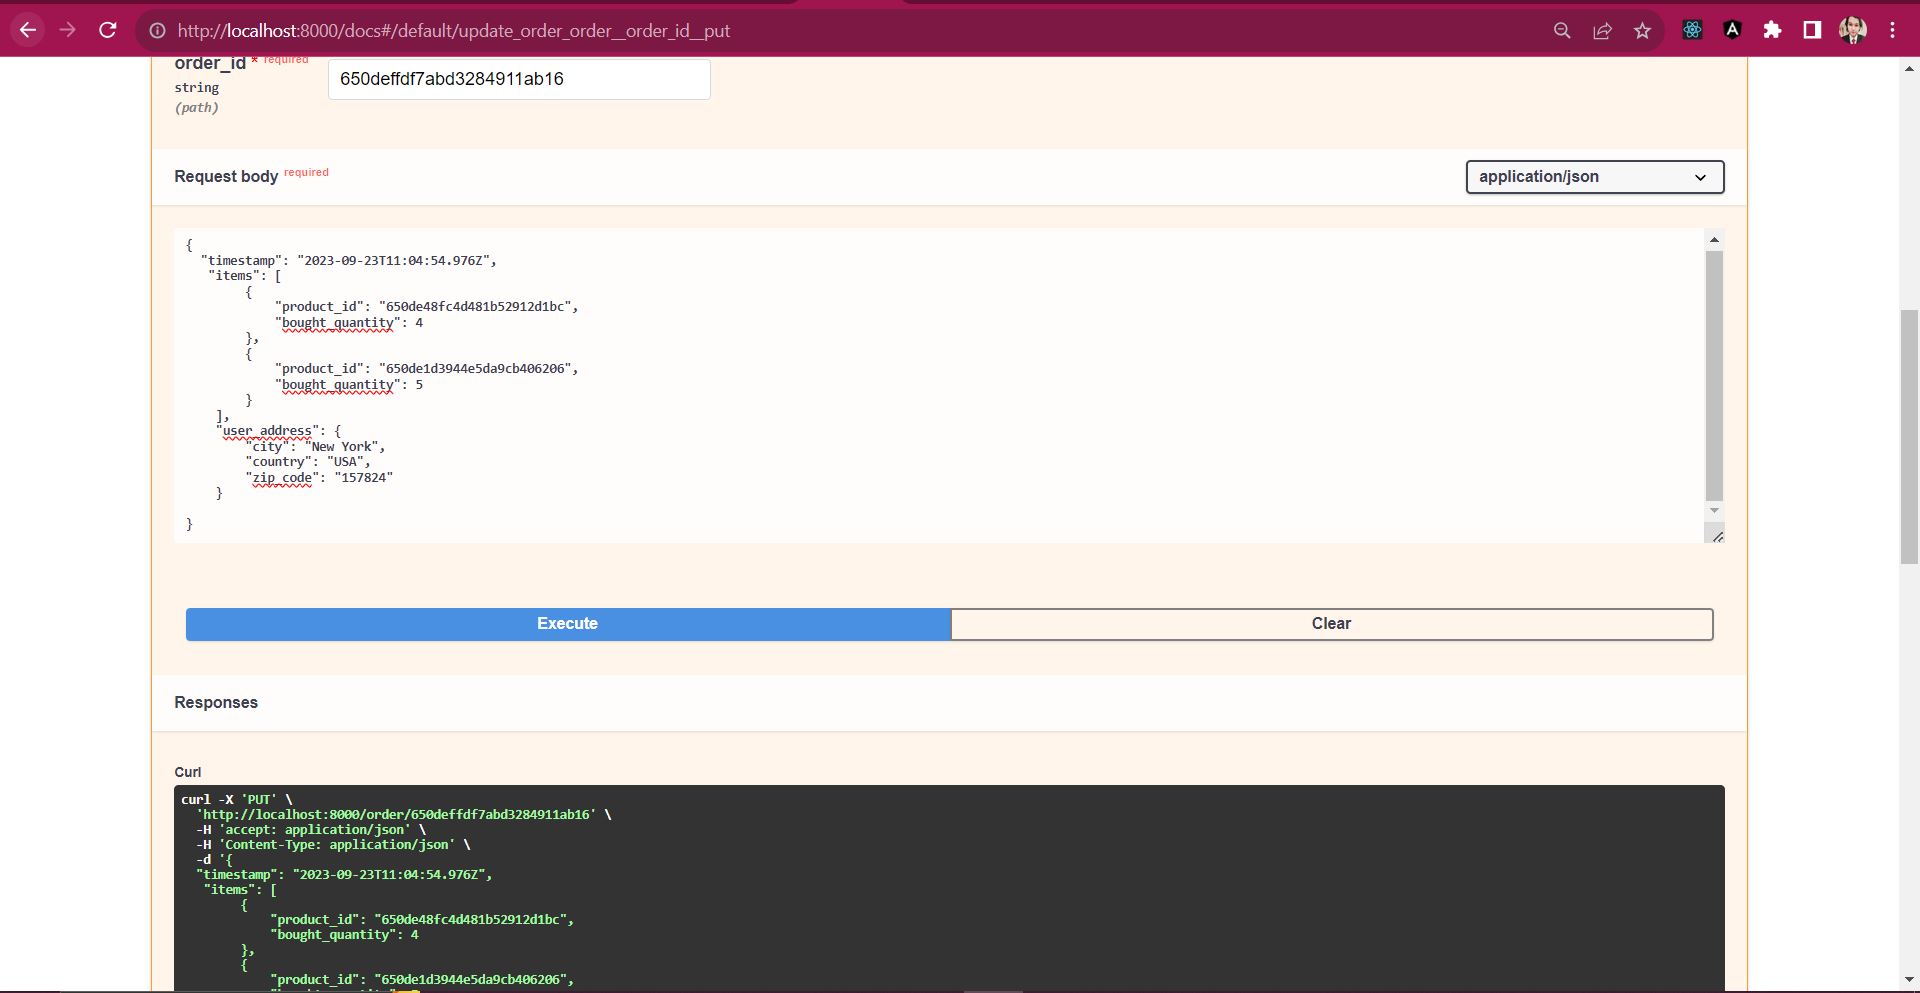 http://localhost:8000/docs#/default/update_order_order__order_id__put
order_id * required
string
(path)
650deffdf7abd3284911ab16
Request body required
application/json
{
"timestamp": "2023-09-23T11:04:54.976Z",
"items": [
{
"product_id": "650de48fc4d481b52912d1bc",
"bought_quantity": 4
},
{
"product_id": "650de1d3944e5da9cb406206",
"bought_quantity": 5
}
],
"user_address": {
"city": "New York",
"country": "USA",
"zip_code": "157824"
}
}
Execute
Clear
Responses
Curl
curl -X 'PUT' \
'http://localhost:8000/order/650deffdf7abd3284911ab16' \
-H 'accept: application/json' \
-H 'Content-Type: application/json' \
-d '{
"timestamp": "2023-09-23T11:04:54.976Z",
"items": [
{
"product_id": "650de48fc4d481b52912d1bc",
"bought_quantity": 4
},
{
"product_id": "650de1d3944e5da9cb406206",